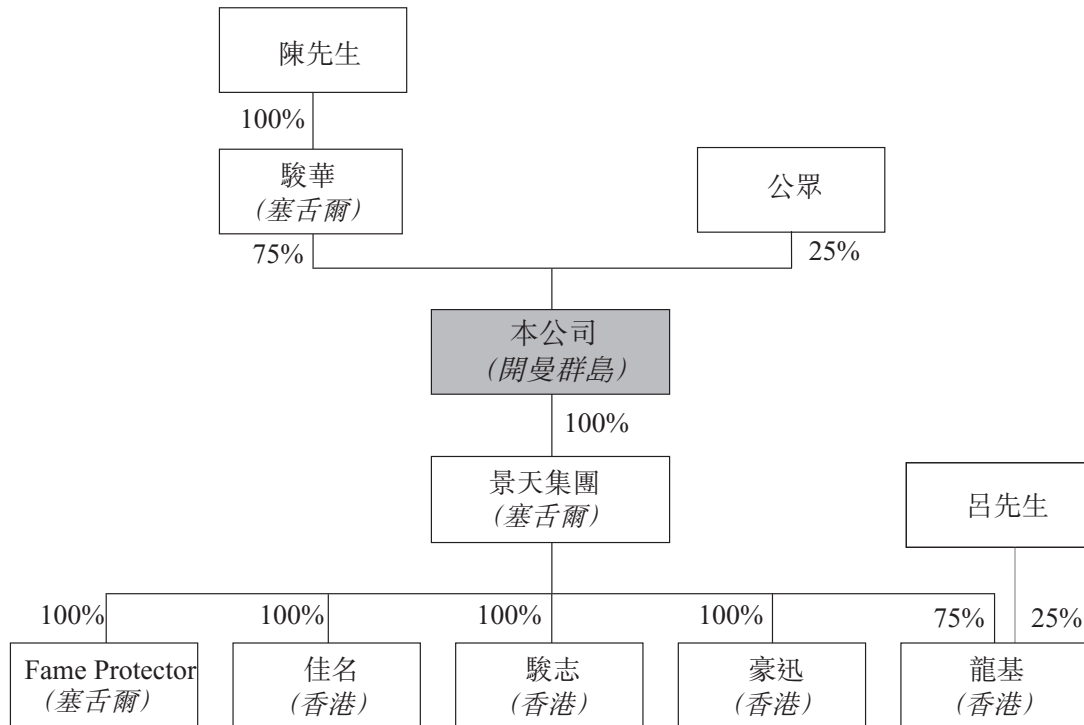 陳先生
100%
駿華
(塞舌爾)
公眾
75%
25%
本公司
(開曼群島)
100%
景天集團
(塞舌爾)
呂先生
100%
100%
100%
100%
75%
25%
Fame Protector
(塞舌爾)
佳名
(香港)
駿志
(香港)
豪迅
(香港)
龍基
(香港)